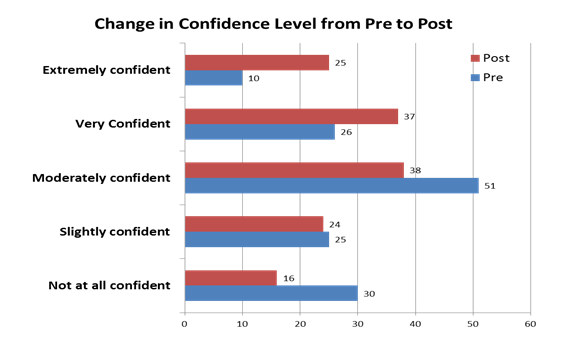 Change in Confidence Level from Pre to Post
Post
Pre
Extremely confident
25
10
Very Confident
37
26
Moderately confident
38
51
Slightly confident
24
25
Not at all confident
16
30
0 10 20 30 40 50 60